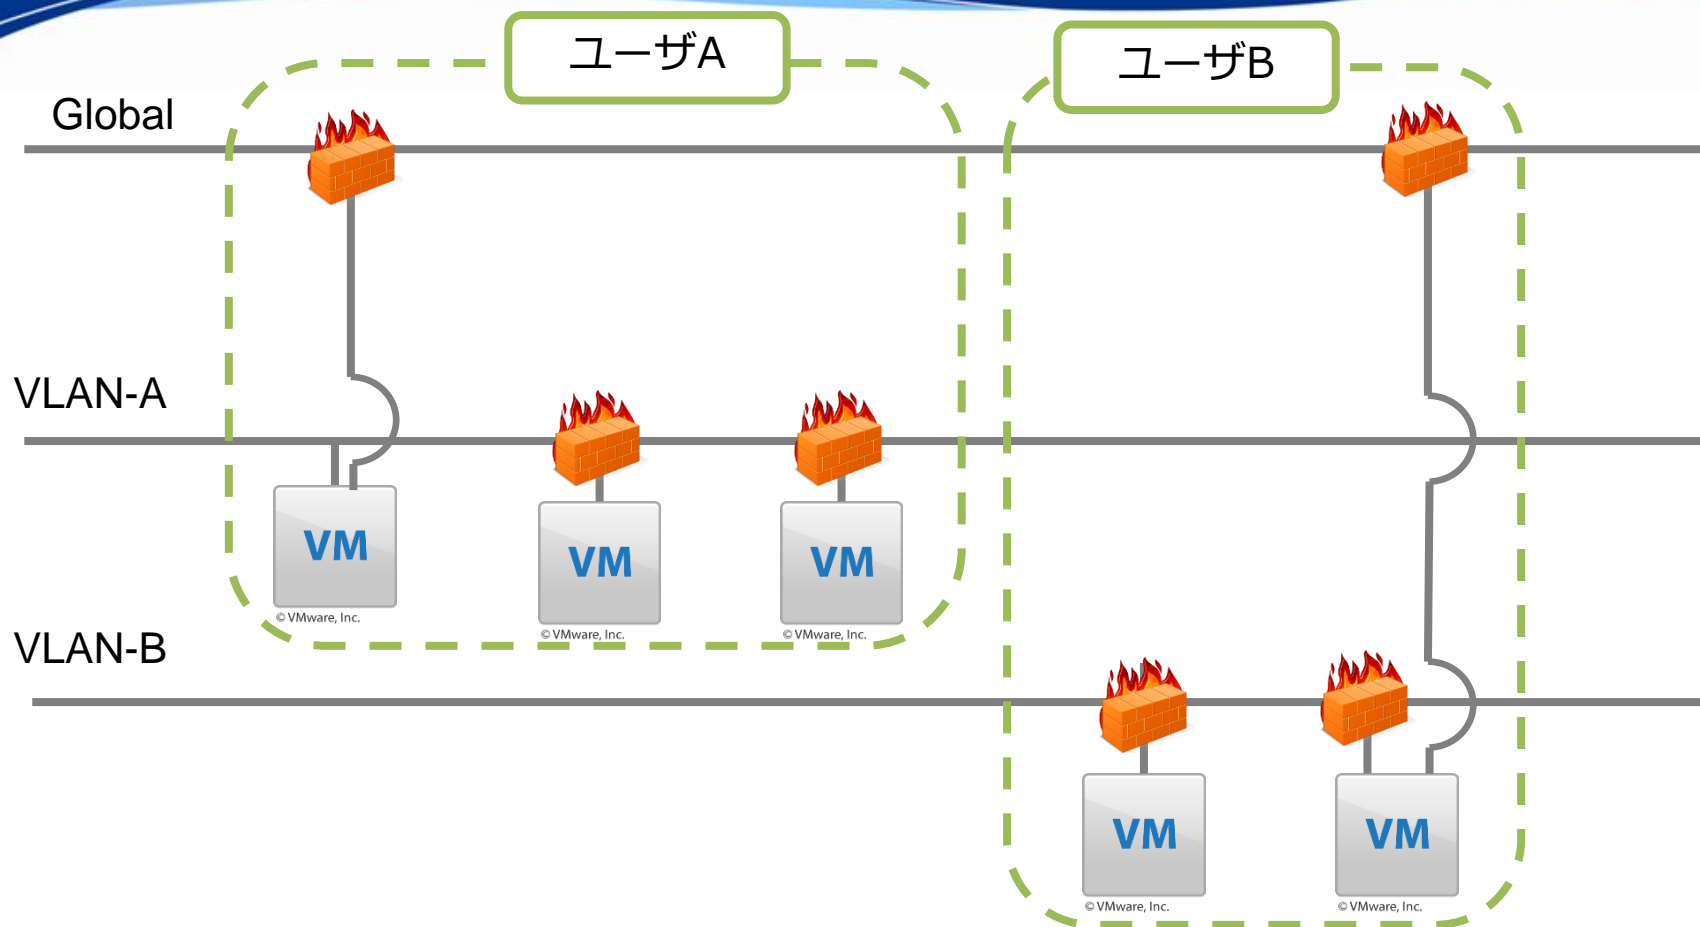 ユーザA
ユーザB
Global
VLAN-A
VM
© VMware, Inc.
VM
© VMware, Inc.
VM
© VMware, Inc.
VLAN-B
VM
© VMware, Inc.
VM
© VMware, Inc.